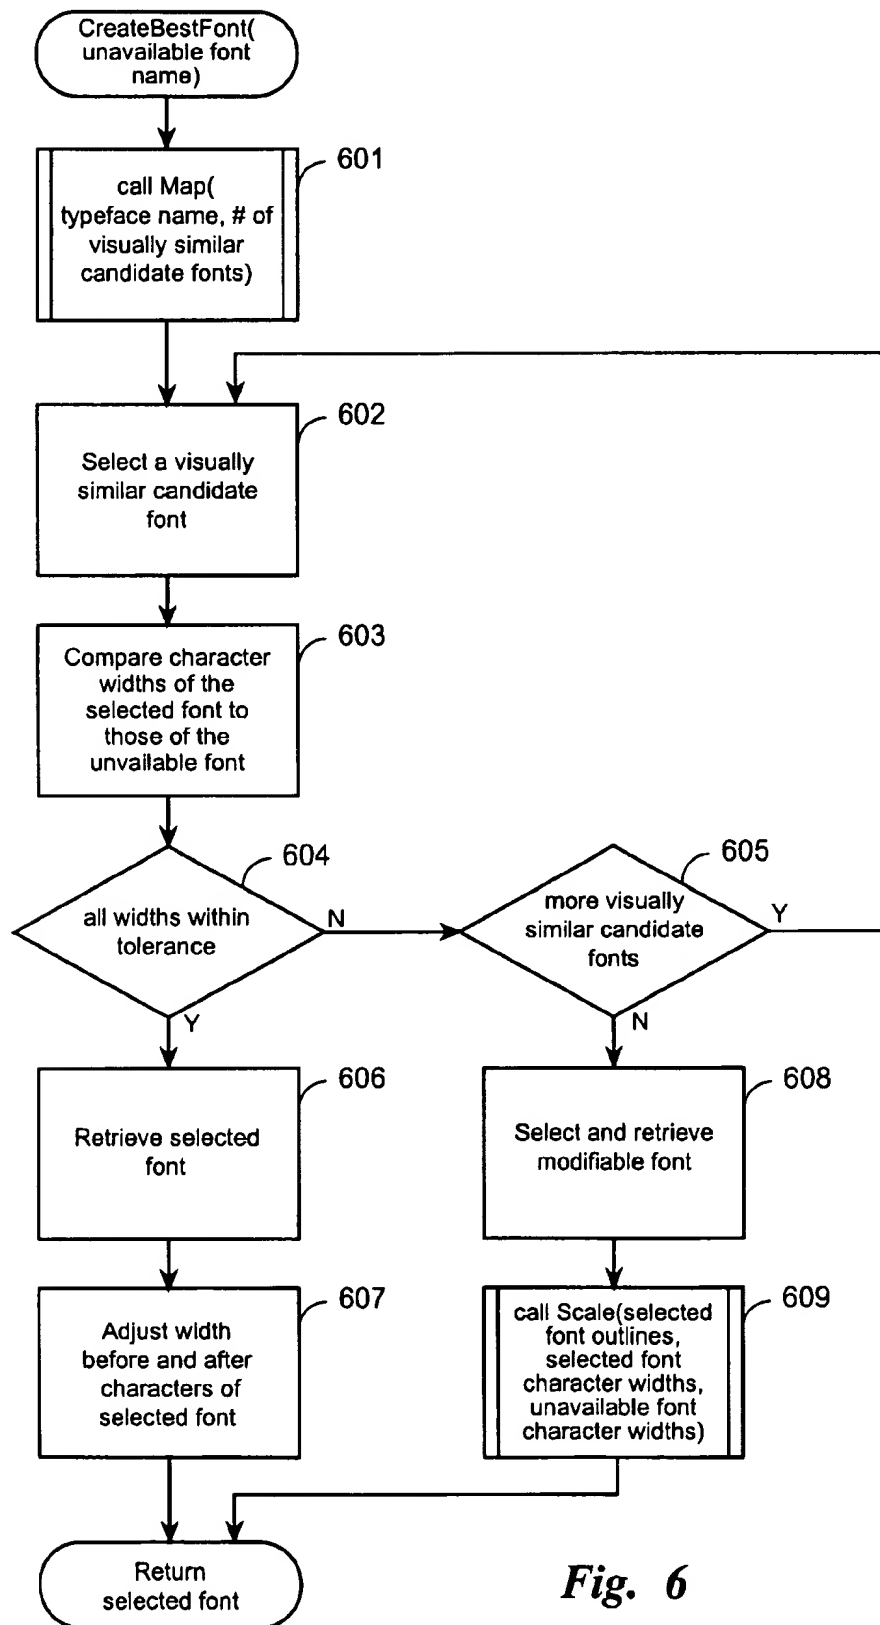 CreateBestFont(
unavailable font
name)
601
call Map(
typeface name, # of
visually similar
candidate fonts)
602
Select a visually
similar candidate
font
603
Compare character
widths of the
selected font to
those of the
unvailable font
604
all widths within
tolerance
N
Y
605
more visually
similar candidate
fonts
Y
N
606
Retrieve selected
font
608
Select and retrieve
modifiable font
607
Adjust width
before and after
characters of
selected font
609
call Scale(selected
font outlines,
selected font
character widths,
unavailable font
character widths)
Return
selected font
Fig. 6